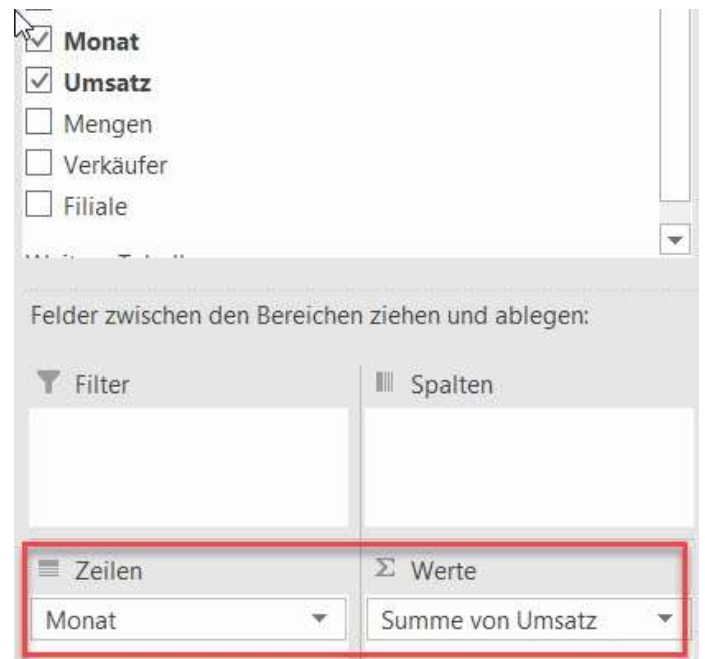 Monat
Umsatz
Mengen
Verkäufer
Filiale
Felder zwischen den Bereichen ziehen und ablegen:
Filter
Spalten
Zeilen
Σ Werte
Monat
Summe von Umsatz